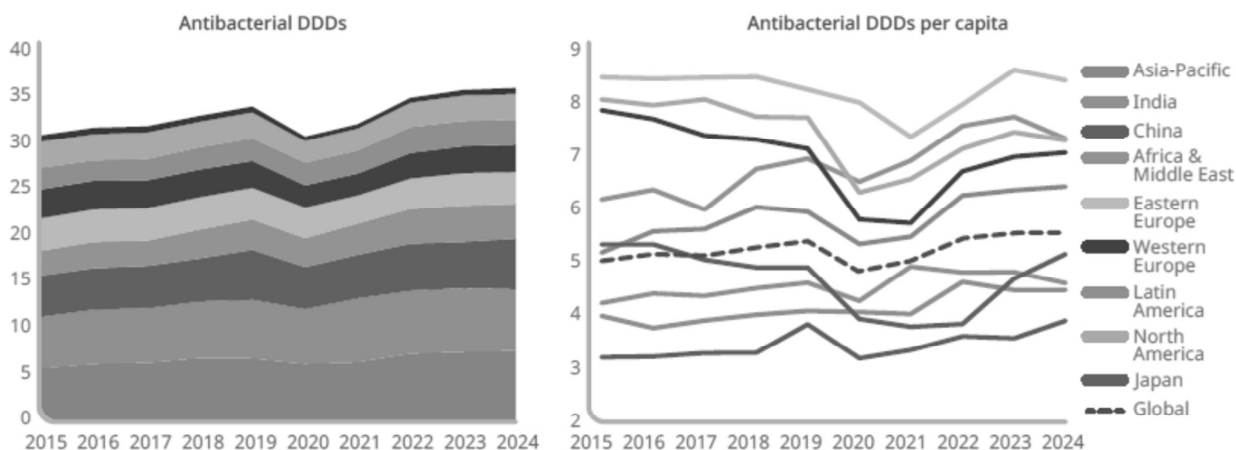 Antibacterial DDDs
40
35
30
25
20
15
10
5
0
2015 2016 2017 2018 2019 2020 2021 2022 2023 2024
Antibacterial DDDs per capita
9
8
7
6
5
4
3
2
2015 2016 2017 2018 2019 2020 2021 2022 2023 2024
Asia-Pacific
India
China
Africa &
Middle East
Eastern
Europe
Western
Europe
Latin
America
North
America
Japan
Global